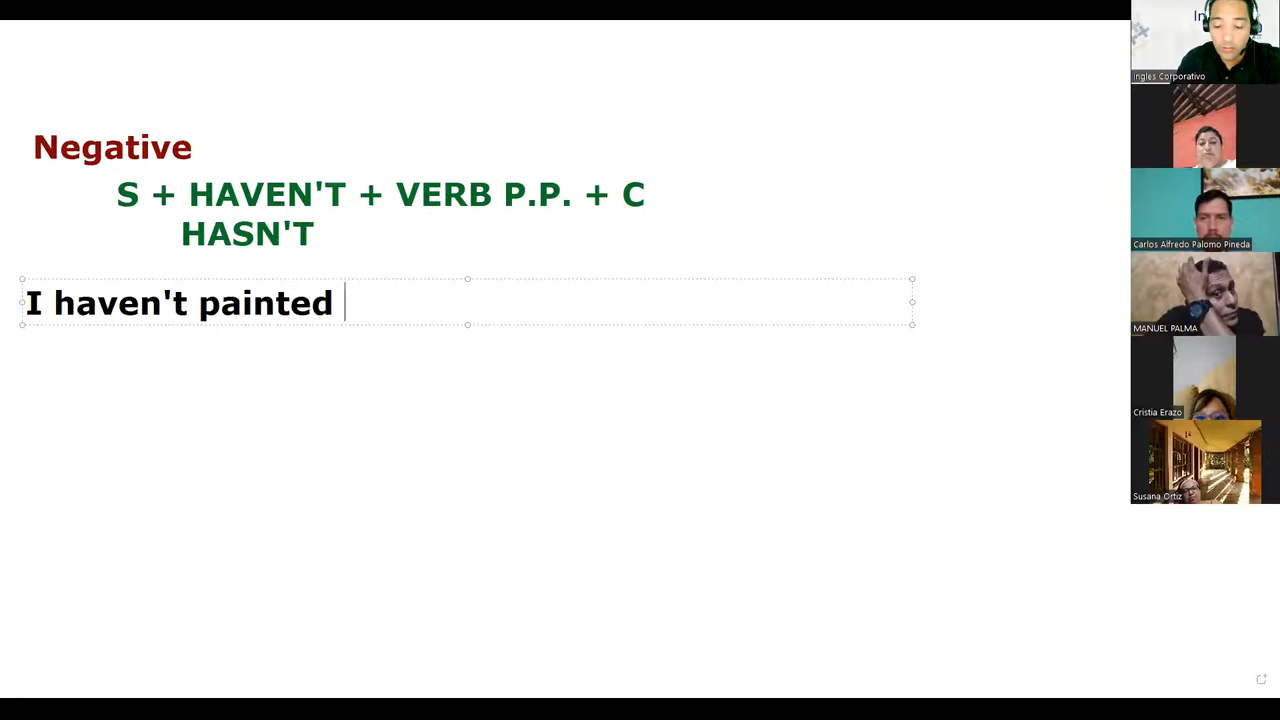 Negative
S + HAVEN'T + VERB P.P. + C
HASN'T
I haven't painted
Ingles Corporativo
Carlos Alfredo Palomo Pineda
MANUEL PALMA
Cristia Erazo
Susana Ortiz